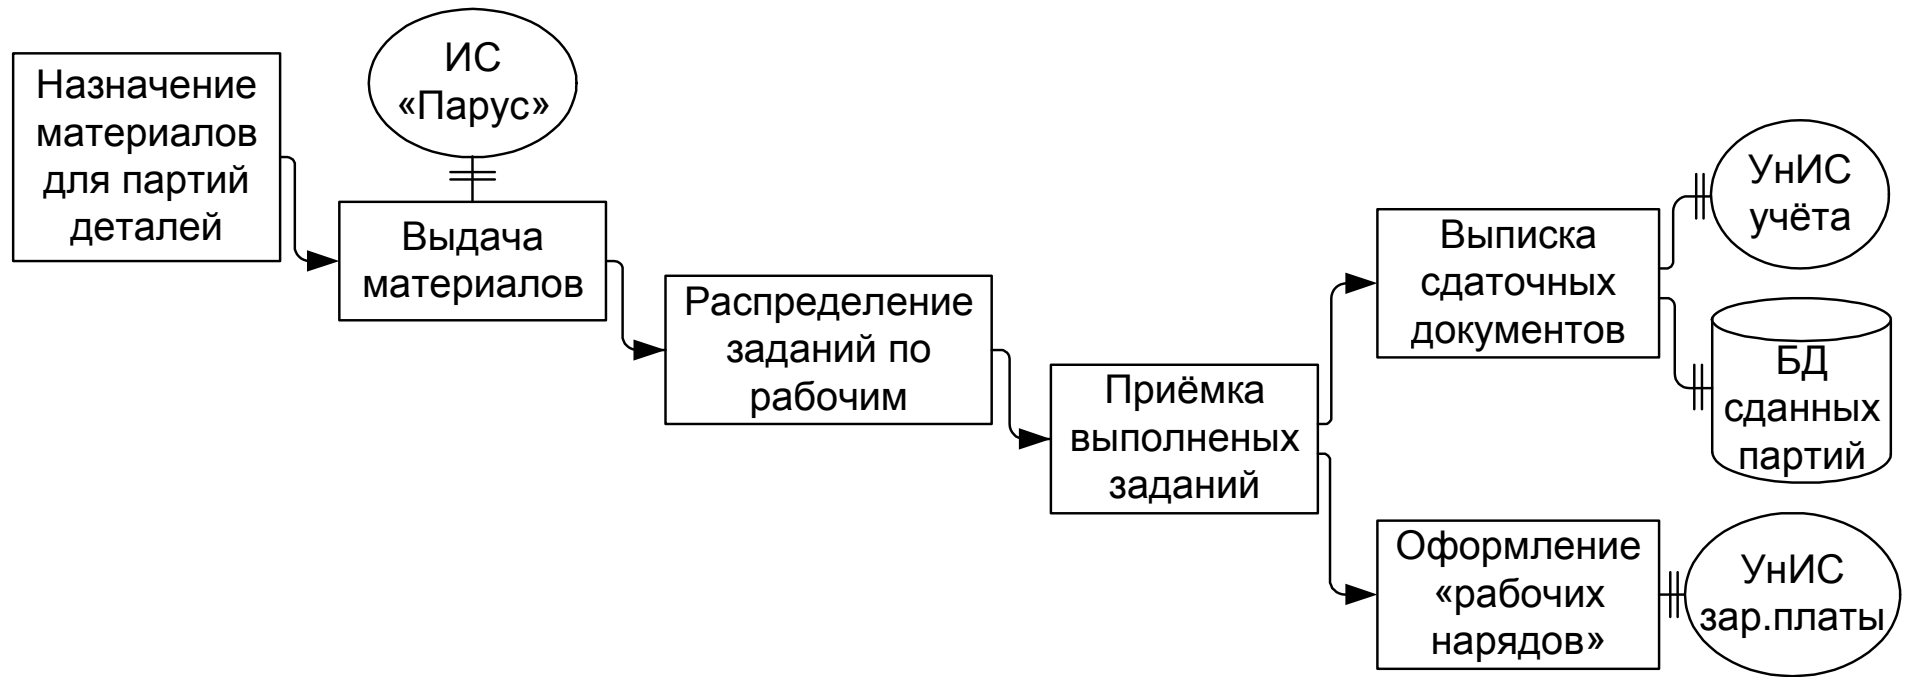 Назначение
материалов
для партий
деталей
ИС
«Парус»
Выдача
материалов
Распределение
заданий по
рабочим
Приёмка
выполненых
заданий
Выписка
сдаточных
документов
УнИС
учёта
БД
сданных
партий
Оформление
«рабочих
нарядов»
УнИС
зар.платы